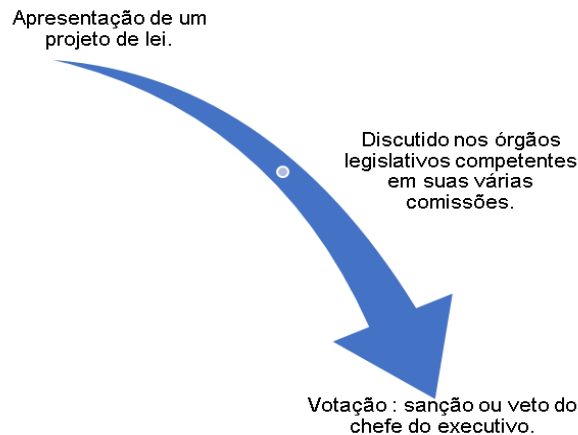 Apresentação de um
projeto de lei.
Discutido nos órgãos
legislativos competentes
em suas várias
comissões.
Votação : sanção ou veto do
chefe do executivo.